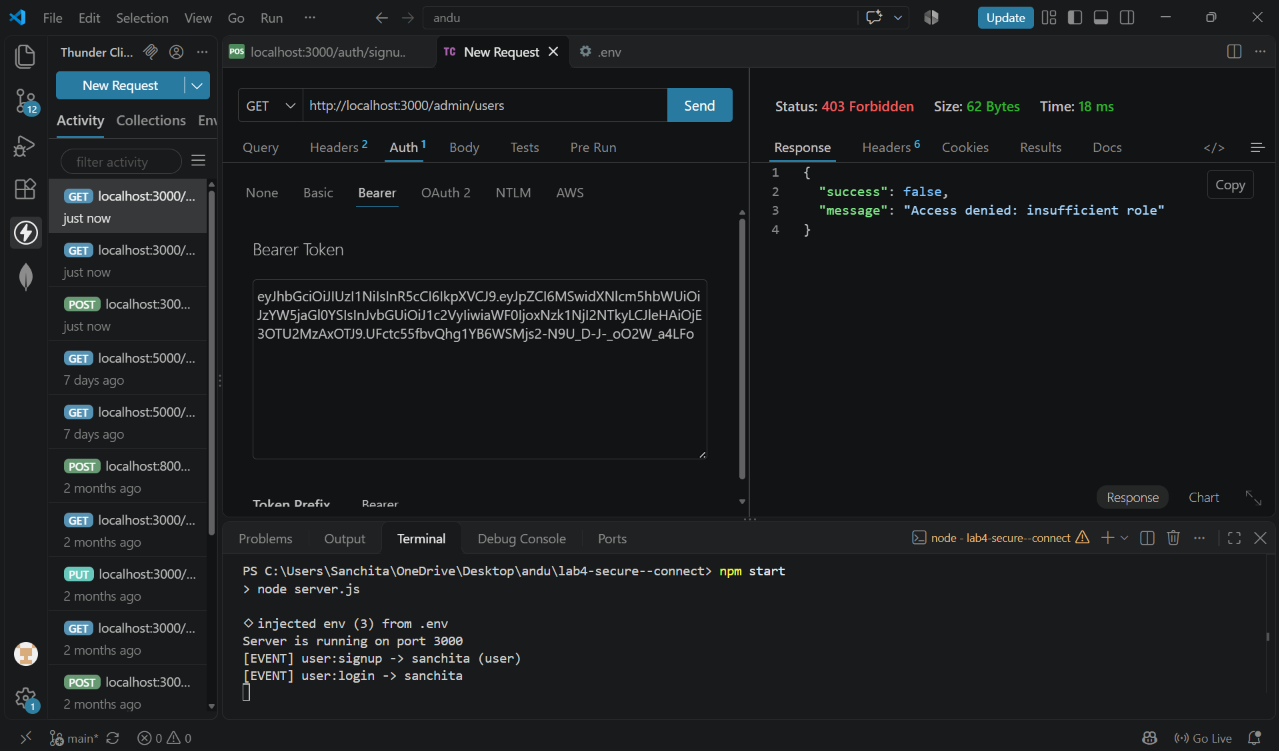 File Edit Selection View Go Run ··· andu Update
Thunder Cli... ···
New Request
Activity Collections Env
filter activity
GET localhost:3000/...
just now
GET localhost:3000/...
just now
POST localhost:300...
just now
GET localhost:5000/...
7 days ago
GET localhost:5000/...
7 days ago
POST localhost:800...
2 months ago
GET localhost:3000/...
2 months ago
PUT localhost:3000/...
2 months ago
GET localhost:3000/...
2 months ago
POST localhost:300...
2 months ago
12
1
POS localhost:3000/auth/signu.. TC New Request .env ···
GET http://localhost:3000/admin/users Send
Query Headers 2 Auth 1 Body Tests Pre Run
None Basic Bearer OAuth 2 NTLM AWS
Bearer Token
eyJhbGciOiJIUzI1NiIsInR5cCI6IkpXVCJ9.eyJpZCI6MSwidXNlcm5hbWUiOi
JzYW5jaGl0YSIsInJvbGUiOiJ1c2VyIiwiaWF0IjoxNzk1NjI2NTkyLCJleHAiOjE
3OTU2MzAxOTJ9.UFctc55fbvQhg1YB6WSMjs2-N9U_D-J-_oO2W_a4LFo
Token Prefix Bearer
Status: 403 Forbidden Size: 62 Bytes Time: 18 ms
Response Headers 6 Cookies Results Docs </>
1 {
2 "success": false,
3 "message": "Access denied: insufficient role"
4 }
Copy
Response Chart
Problems Output Terminal Debug Console Ports node - lab4-secure--connect ···
PS C:\Users\Sanchita\OneDrive\Desktop\andu\lab4-secure--connect> npm start
> node server.js
◇ injected env (3) from .env
Server is running on port 3000
[EVENT] user:signup -> sanchita (user)
[EVENT] user:login -> sanchita
main* 0 0 Go Live